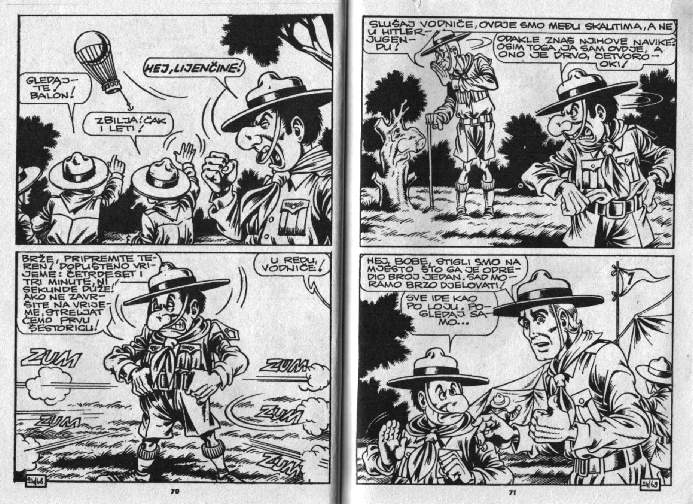 GLEDAJ-
TE,
BALON!
HEJ, LIJENČINE!
ZBILJA! ČAK
I LETI!
BRŽE, PRIPREMITE TE-
REN! DOPUŠTENO VRI-
JEME: ČETRDESET I
TRI MINUTE, NI
SEKUNDE DUŽE!
AKO NE ZAVR-
ŠITE NA VRIJE-
ME, STRELJAT
ĆEMO PRVU
ŠESTORICU!
U REDU,
VODNIČE!
ZUM
ZUM
ZUM
ZUM
ZUM
70
SLUŠAJ VODNIČE, OVDJE SMO MEĐU SKAUTIMA, A NE
U HITLER-
JUGEN-
DU!
ODAKLE ZNAŠ NJIHOVE NAVIKE?
OSIM TOGA, JA SAM OVDJE, A
ONO JE DRVO, ČETVORO-
OKI!
HEJ, BOBE, STIGLI SMO NA
MJESTO ŠTO GA JE ODRE-
DIO BROJ JEDAN. SAD MO-
RAMO BRZO DJELOVATI!
SVE IDE KAO
PO LOJU, PO-
GLEDAJ SA-
MO...
71